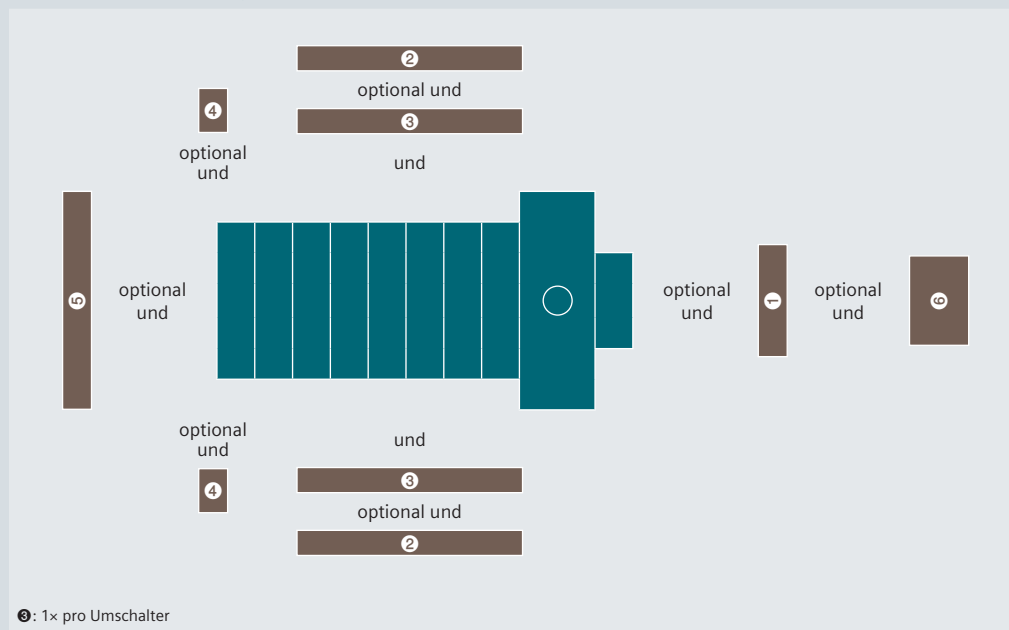 ❷
optional und
❹
❸
optional
und
und
❺
optional
und
optional
und
❶
optional
und
❻
optional
und
und
❹
❸
optional und
❷
❸: 1× pro Umschalter